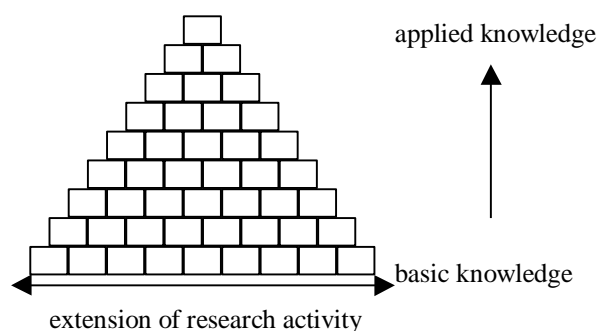 applied knowledge
basic knowledge
extension of research activity